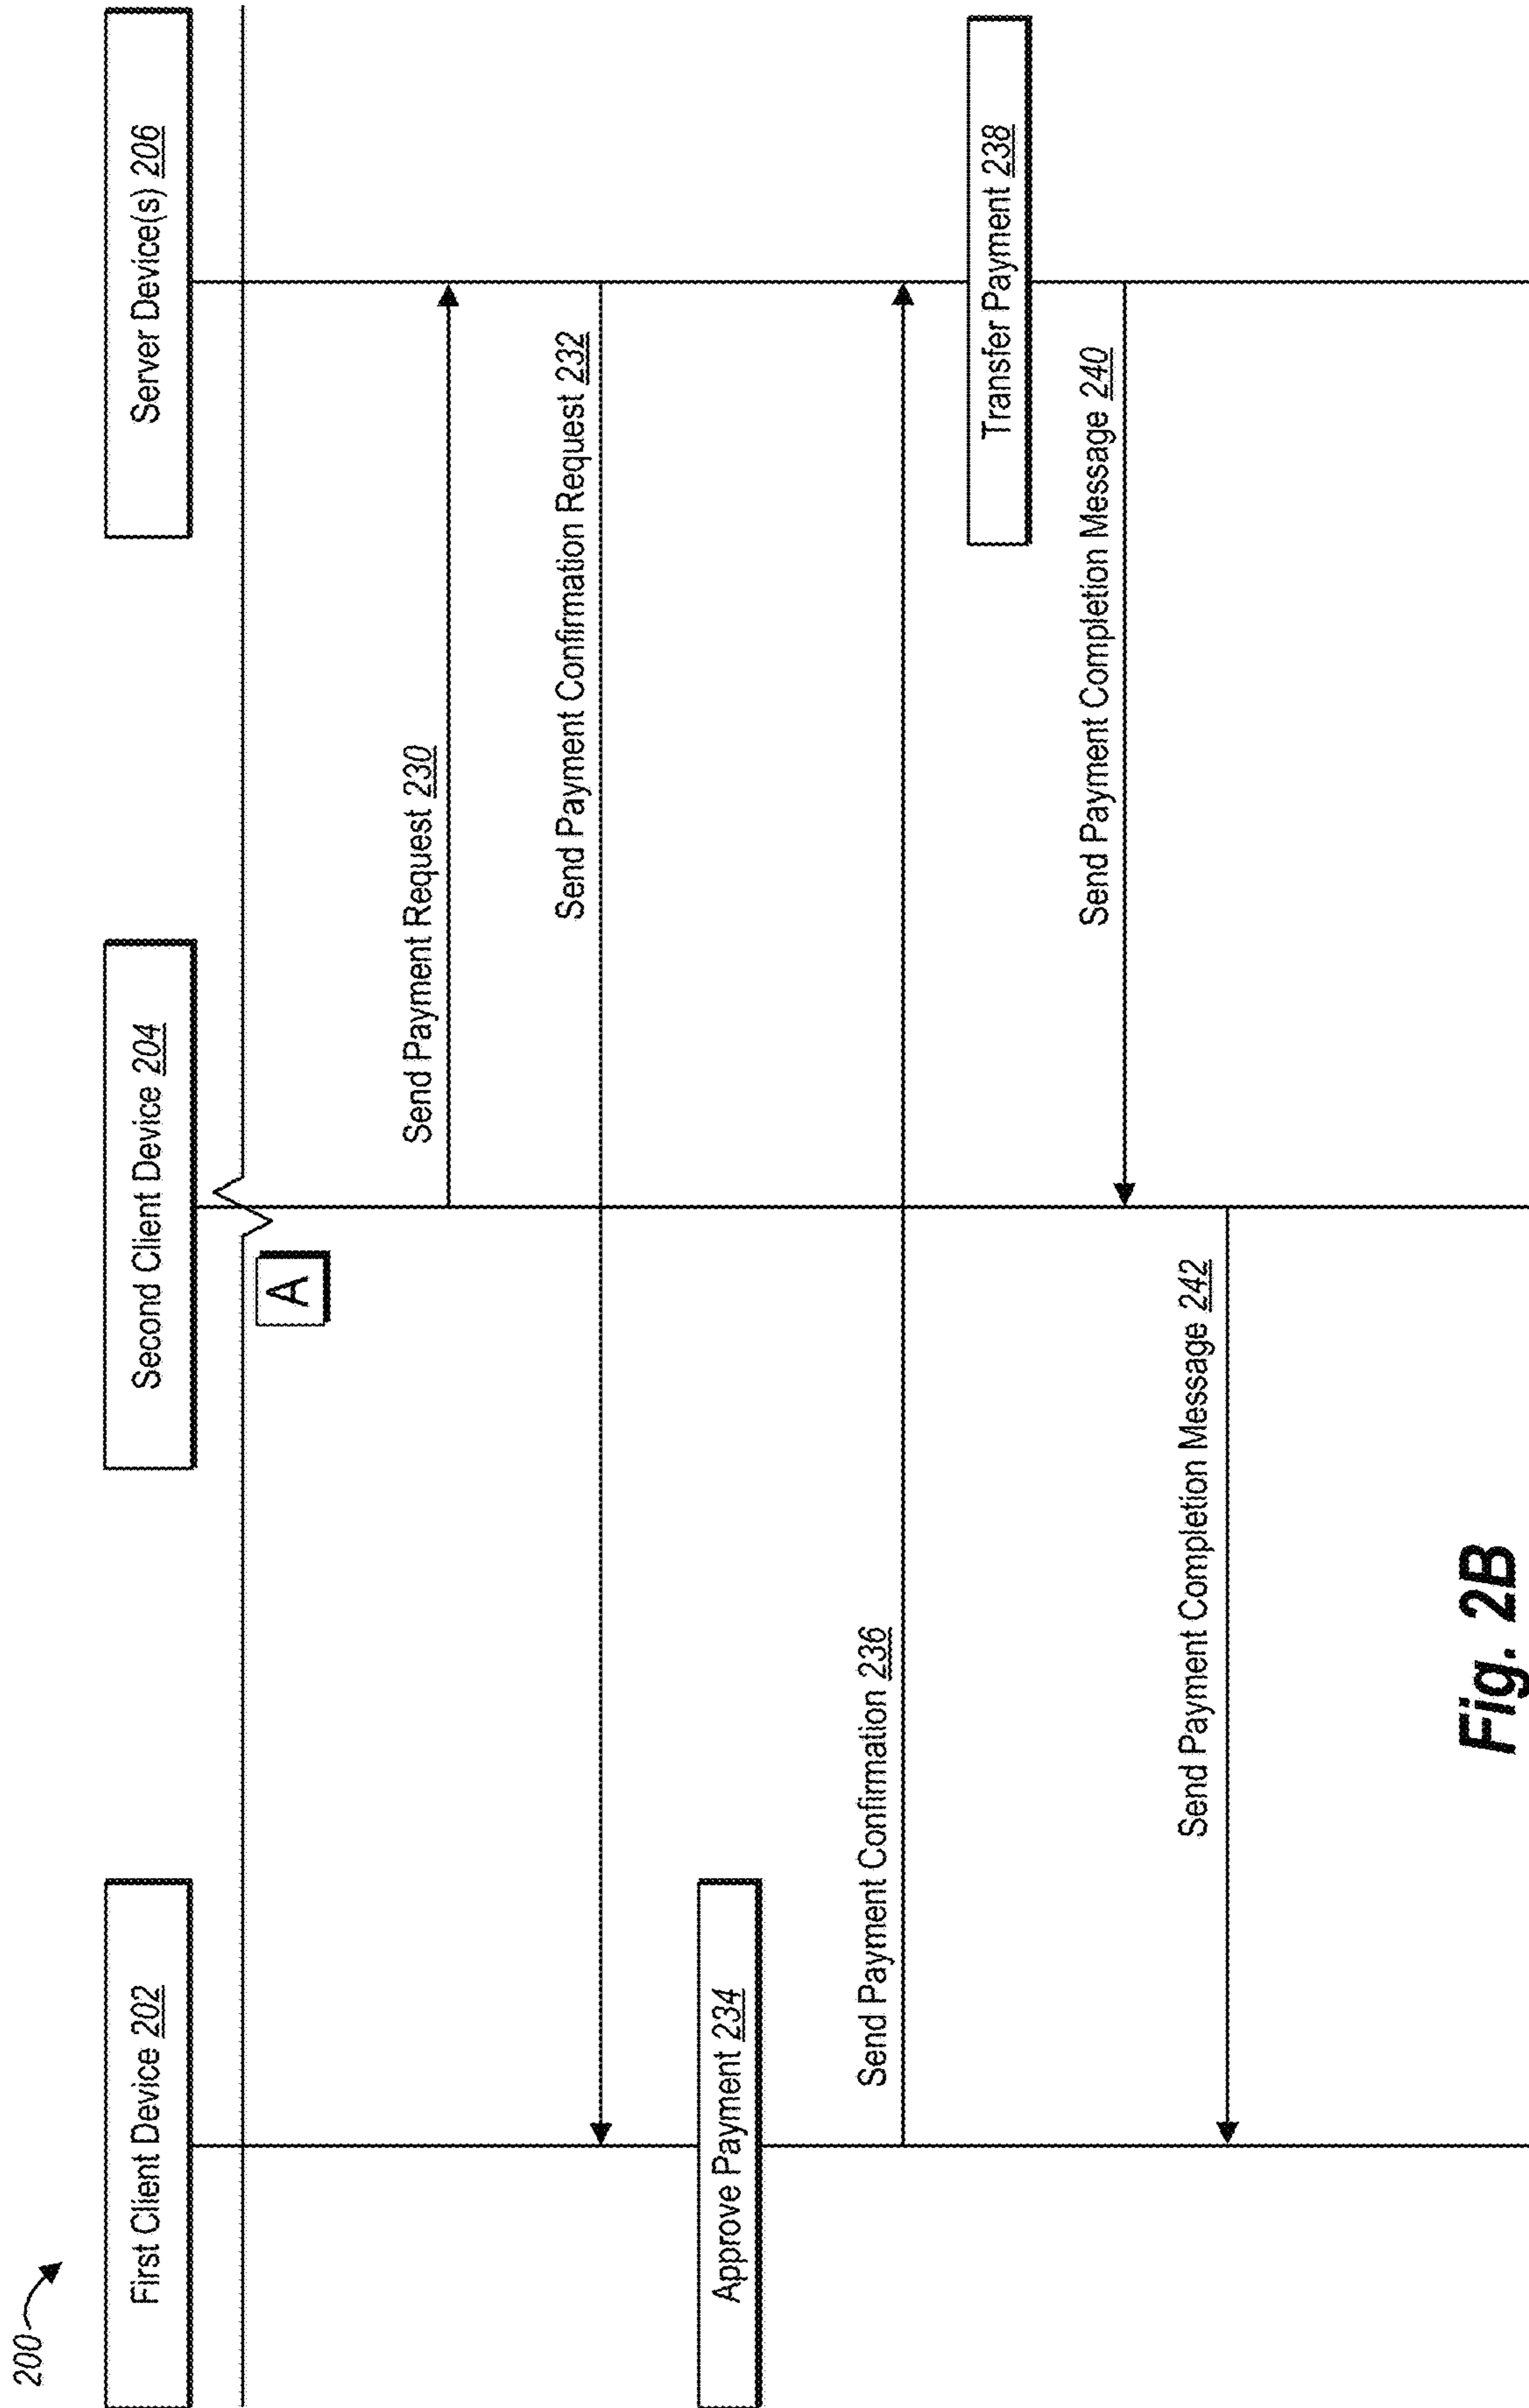 200
First Client Device 202
Second Client Device 204
Server Device(s) 206
A
Send Payment Request 230
Send Payment Confirmation Request 232
Approve Payment 234
Send Payment Confirmation 236
Transfer Payment 238
Send Payment Completion Message 240
Send Payment Completion Message 242
Fig. 2B